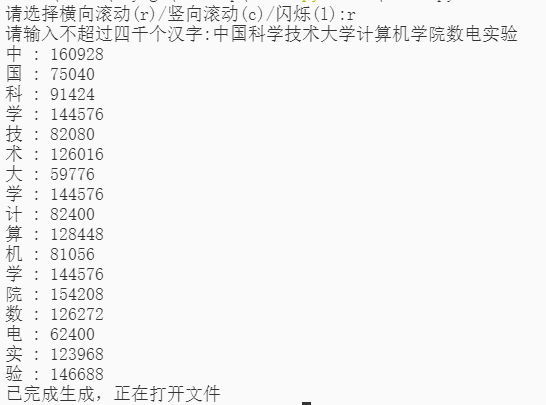 请选择横向滚动(r)/竖向滚动(c)/闪烁(l):r
请输入不超过四千个汉字:中国科学技术大学计算机学院数电实验
中 : 160928
国 : 75040
科 : 91424
学 : 144576
技 : 82080
术 : 126016
大 : 59776
学 : 144576
计 : 82400
算 : 128448
机 : 81056
学 : 144576
院 : 154208
数 : 126272
电 : 62400
实 : 123968
验 : 146688
已完成生成，正在打开文件